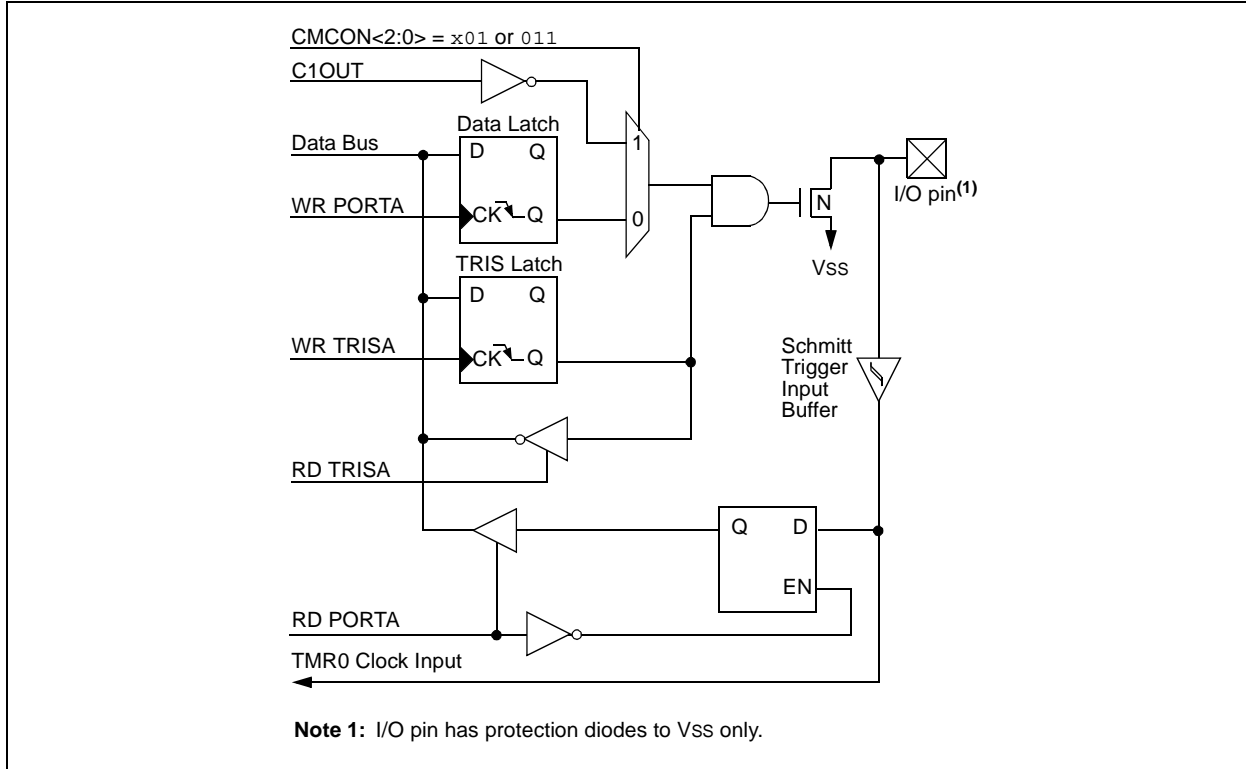 CMCON<2:0> = x01 or 011
C1OUT
Data Latch
Data Bus
D Q
1
I/O pin(1)
WR PORTA
CK Q
0
N
VSS
TRIS Latch
D Q
WR TRISA
CK Q
Schmitt
Trigger
Input
Buffer
RD TRISA
Q D
EN
RD PORTA
TMR0 Clock Input
Note 1: I/O pin has protection diodes to VSS only.